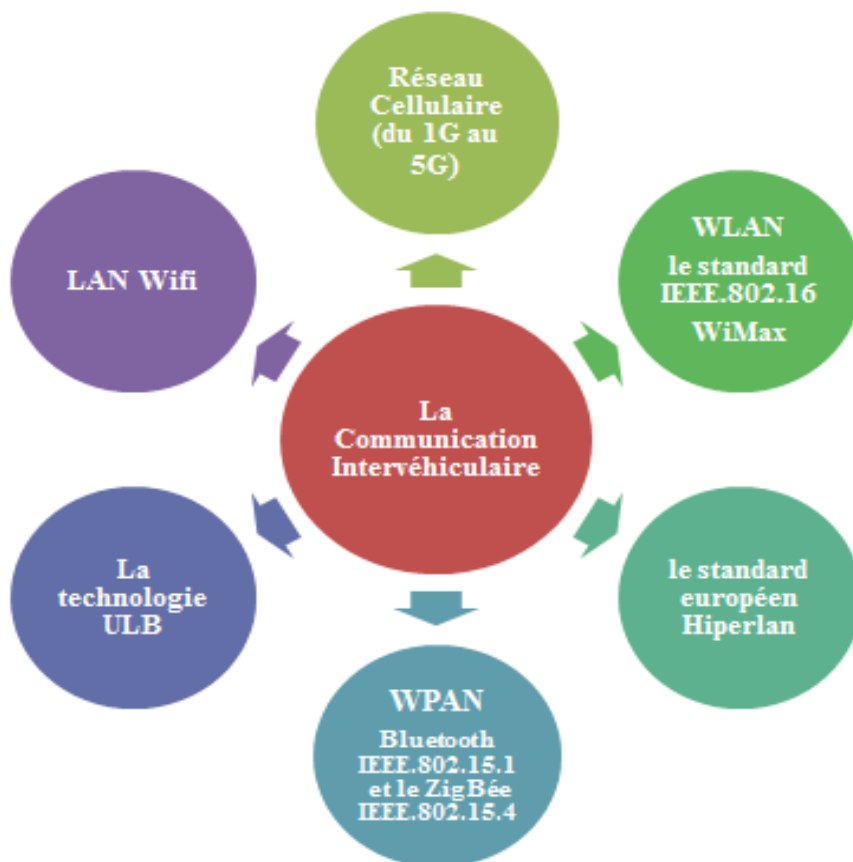 Réseau
Cellulaire
(du 1G au
5G)
LAN Wifi
WLAN
le standard
IEEE.802.16
WiMax
La
Communication
Intervéhiculaire
La
technologie
ULB
le standard
européen
Hiperlan
WPAN
Bluetooth
IEEE.802.15.1
et le ZigBée
IEEE.802.15.4